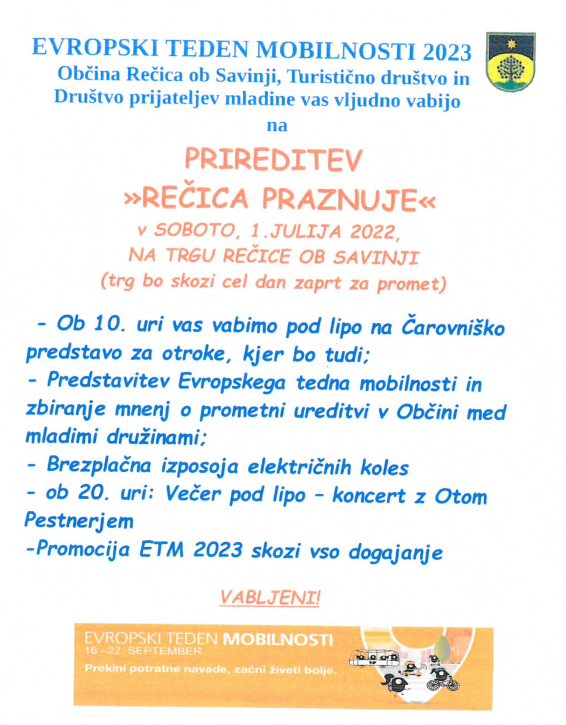 EVROPSKI TEDEN MOBILNOSTI 2023
Občina Rečica ob Savinji, Turistično društvo in
Društvo prijateljev mladine vas vljudno vabijo
na
PRIREDITEV
»REČICA PRAZNUJE«
v SOBOTO, 1.JULIJA 2022,
NA TRGU REČICE OB SAVINJI
(trg bo skozi cel dan zaprt za promet)
- Ob 10. uri vas vabimo pod lipo na Čarovniško
predstavo za otroke, kjer bo tudi;
- Predstavitev Evropskega tedna mobilnosti in
zbiranje mnenj o prometni ureditvi v Občini med
mladimi družinami;
- Brezplačna izposoja električnih koles
- ob 20. uri: Večer pod lipo – koncert z Otom
Pestnerjem
-Promocija ETM 2023 skozi vso dogajanje
VABLJENI!
EVROPSKI TEDEN MOBILNOSTI
16.–22. SEPTEMBER
Prekini potratne navade, začni živeti bolje.